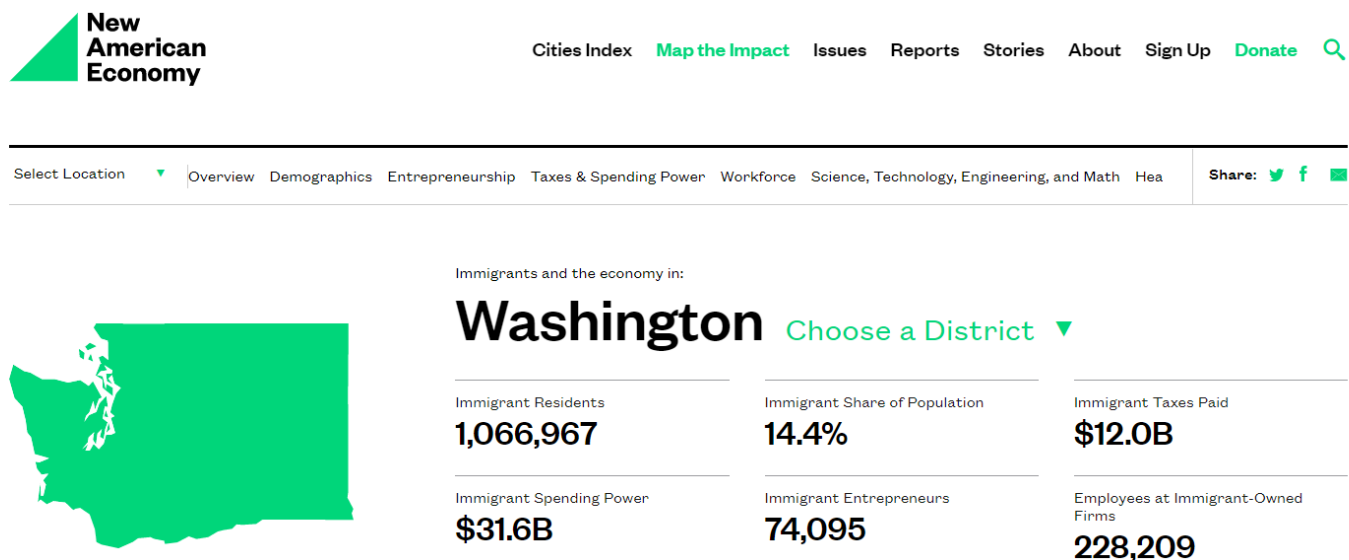 New
American
Economy
Cities Index Map the Impact Issues Reports Stories About Sign Up Donate
Select Location Overview Demographics Entrepreneurship Taxes & Spending Power Workforce Science, Technology, Engineering, and Math Hea Share:
Immigrants and the economy in:
Washington Choose a District
Immigrant Residents Immigrant Share of Population Immigrant Taxes Paid
1,066,967 14.4% $12.0B
Immigrant Spending Power Immigrant Entrepreneurs Employees at Immigrant-Owned
Firms
$31.6B 74,095
228,209